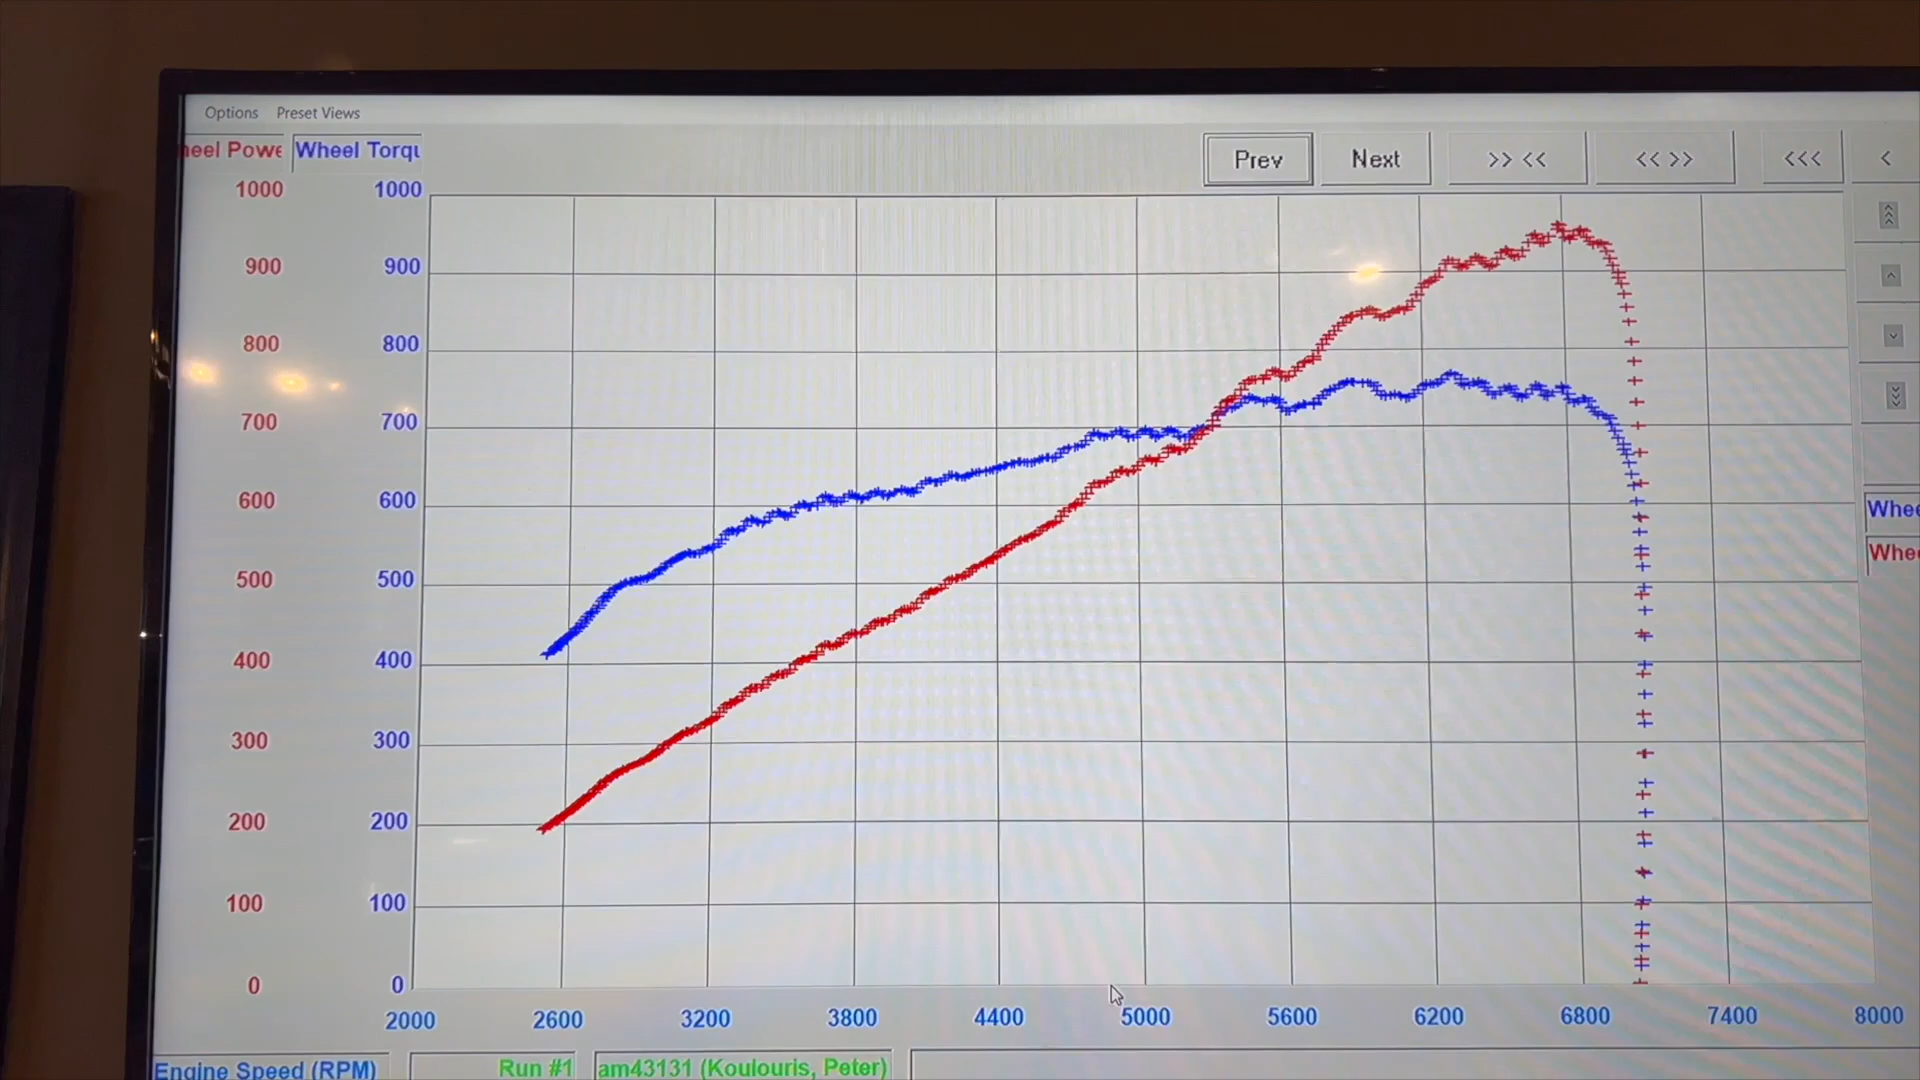 Options Preset Views
heel Powe Wheel Torqu
Prev Next >> << << >> <<< <
1000 1000
900 900
800 800
700 700
600 600
500 500
400 400
300 300
200 200
100 100
0 0
Whee
Whee
2000 2600 3200 3800 4400 5000 5600 6200 6800 7400 8000
Engine Speed (RPM) Run #1 am43131 (Koulouris, Peter)